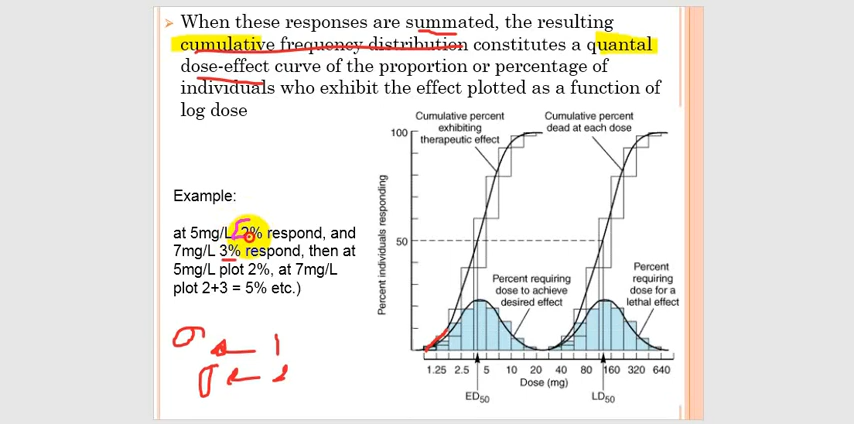 When these responses are summated, the resulting
cumulative frequency distribution constitutes a quantal
dose-effect curve of the proportion or percentage of
individuals who exhibit the effect plotted as a function of
log dose
Example:
at 5mg/L 2% respond, and
7mg/L 3% respond, then at
5mg/L plot 2%, at 7mg/L
plot 2+3 = 5% etc.)
Cumulative percent
exhibiting
therapeutic effect
Cumulative percent
dead at each dose
100
50
Percent individuals responding
Percent requiring
dose to achieve
desired effect
Percent
requiring
dose for a
lethal effect
1.25 2.5 5 10 20 40 80 160 320 640
Dose (mg)
ED50
LD50